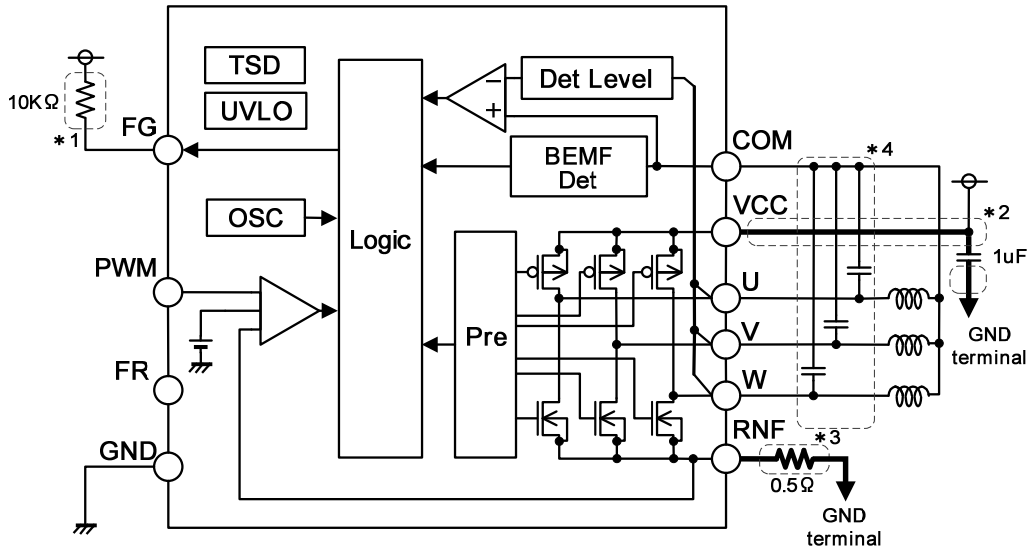 TSD
UVLO
OSC
Logic
Pre
−
+
Det Level
BEMF
Det
10KΩ
*1
FG
PWM
FR
GND
COM
VCC
U
V
W
RNF
*4
*2
1uF
GND
terminal
*3
0.5Ω
GND
terminal